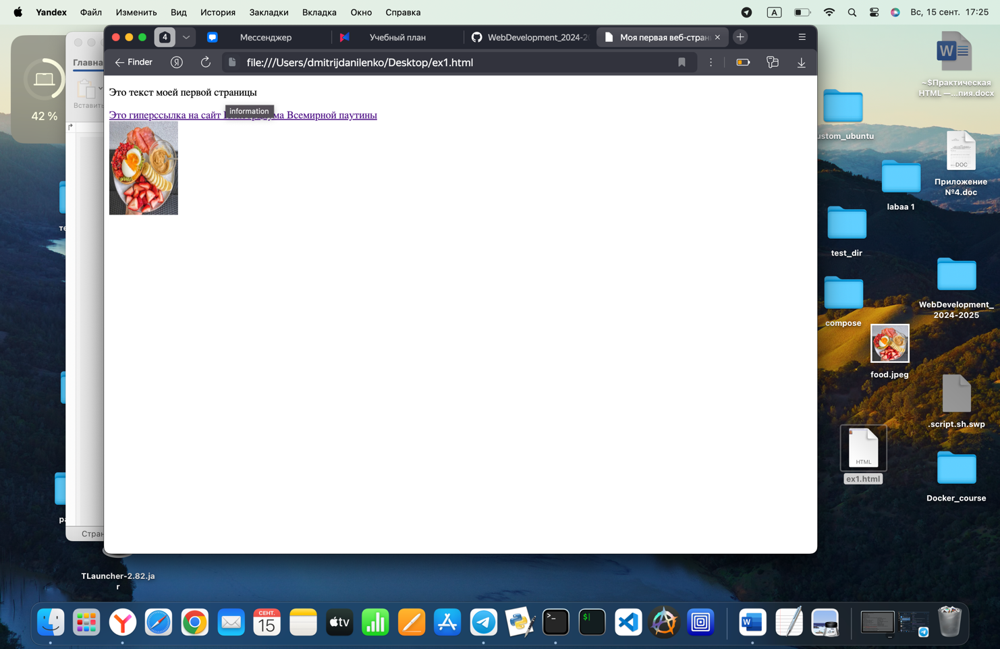 Yandex Файл Изменить Вид История Закладки Вкладка Окно Справка A Вс, 15 сент. 17:25
4 Мессенджер Учебный план WebDevelopment_2024-2 Моя первая веб-стран
Finder Я file:///Users/dmitrijdanilenko/Desktop/ex1.html
Главна
Вставить
42 %
Это текст моей первой страницы
information
Это гиперссылка на сайт Всемирной паутины
Стран
W
~$Практическая
HTML —...пия.docx
ustom_ubuntu
DOC
Приложение
№4.doc
labaa 1
test_dir
WebDevelopment_
2024-2025
compose
food.jpeg
.script.sh.swp
HTML
ex1.html
Docker_course
TLauncher-2.82.ja
r
СЕНТ.
15
tv
>_
$
W